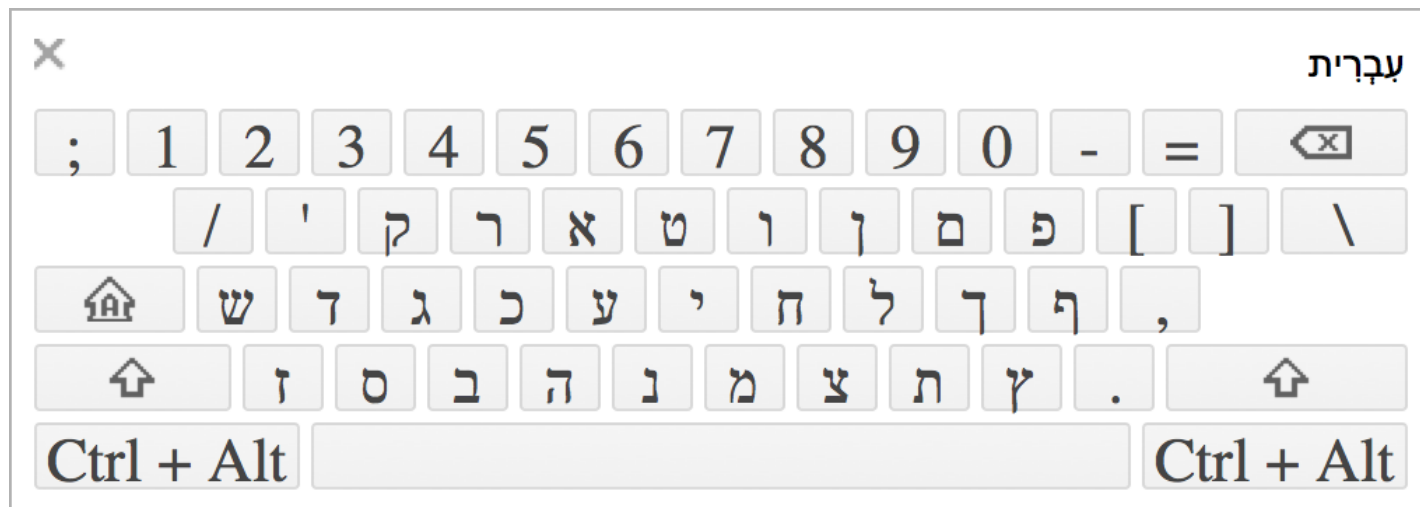 עִבְרִית
; 1 2 3 4 5 6 7 8 9 0 - =
/ ' ק ר א ט ו ן ם פ [ ] \
ש ד ג כ ע י ח ל ך ף ,
ז ס ב ה נ מ צ ת ץ .
Ctrl + Alt Ctrl + Alt